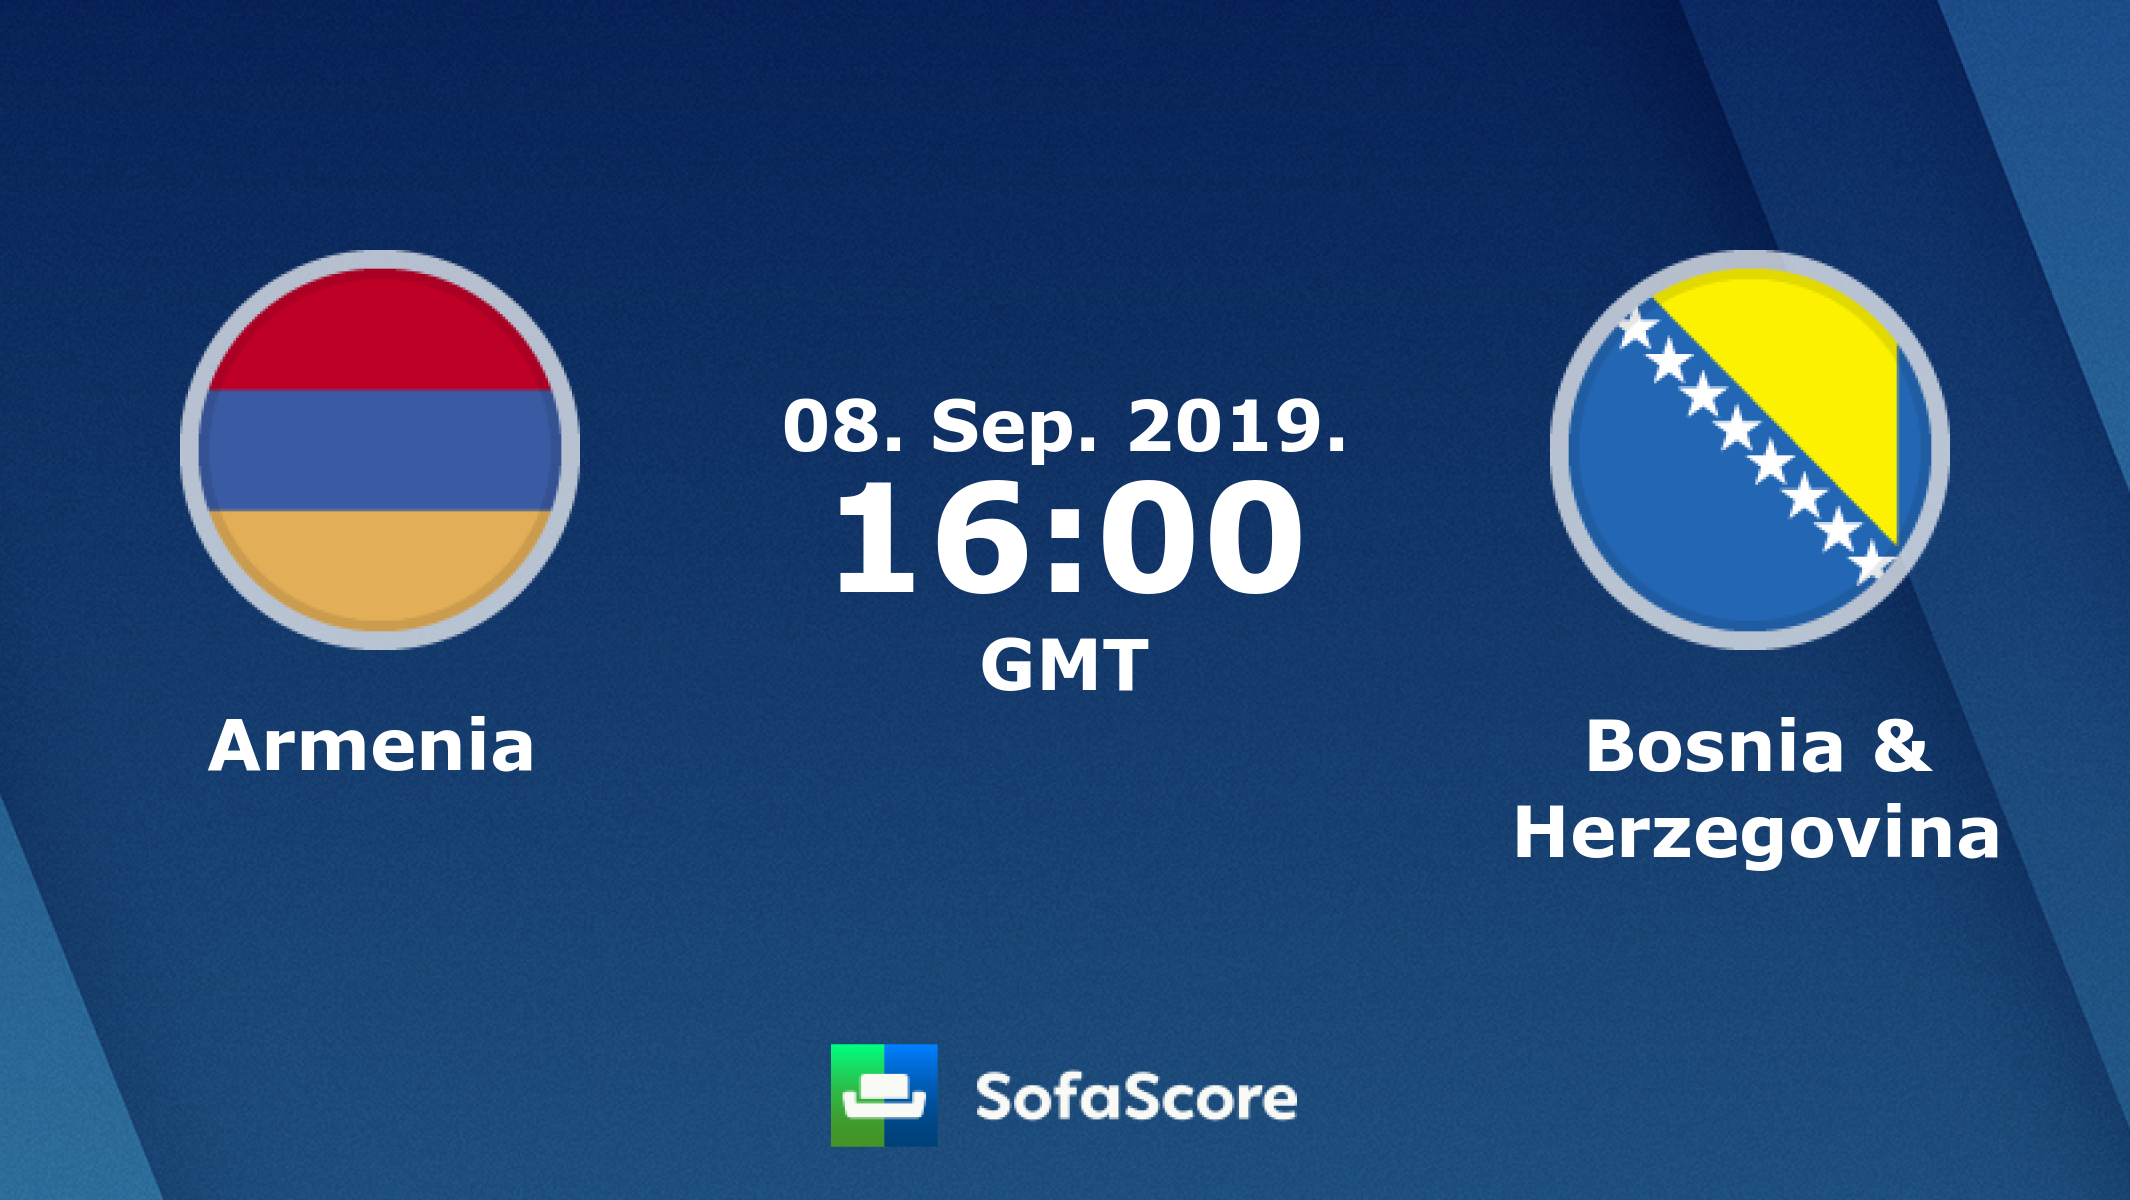 08. Sep. 2019.
16:00
GMT
Armenia
Bosnia &
Herzegovina
SofaScore